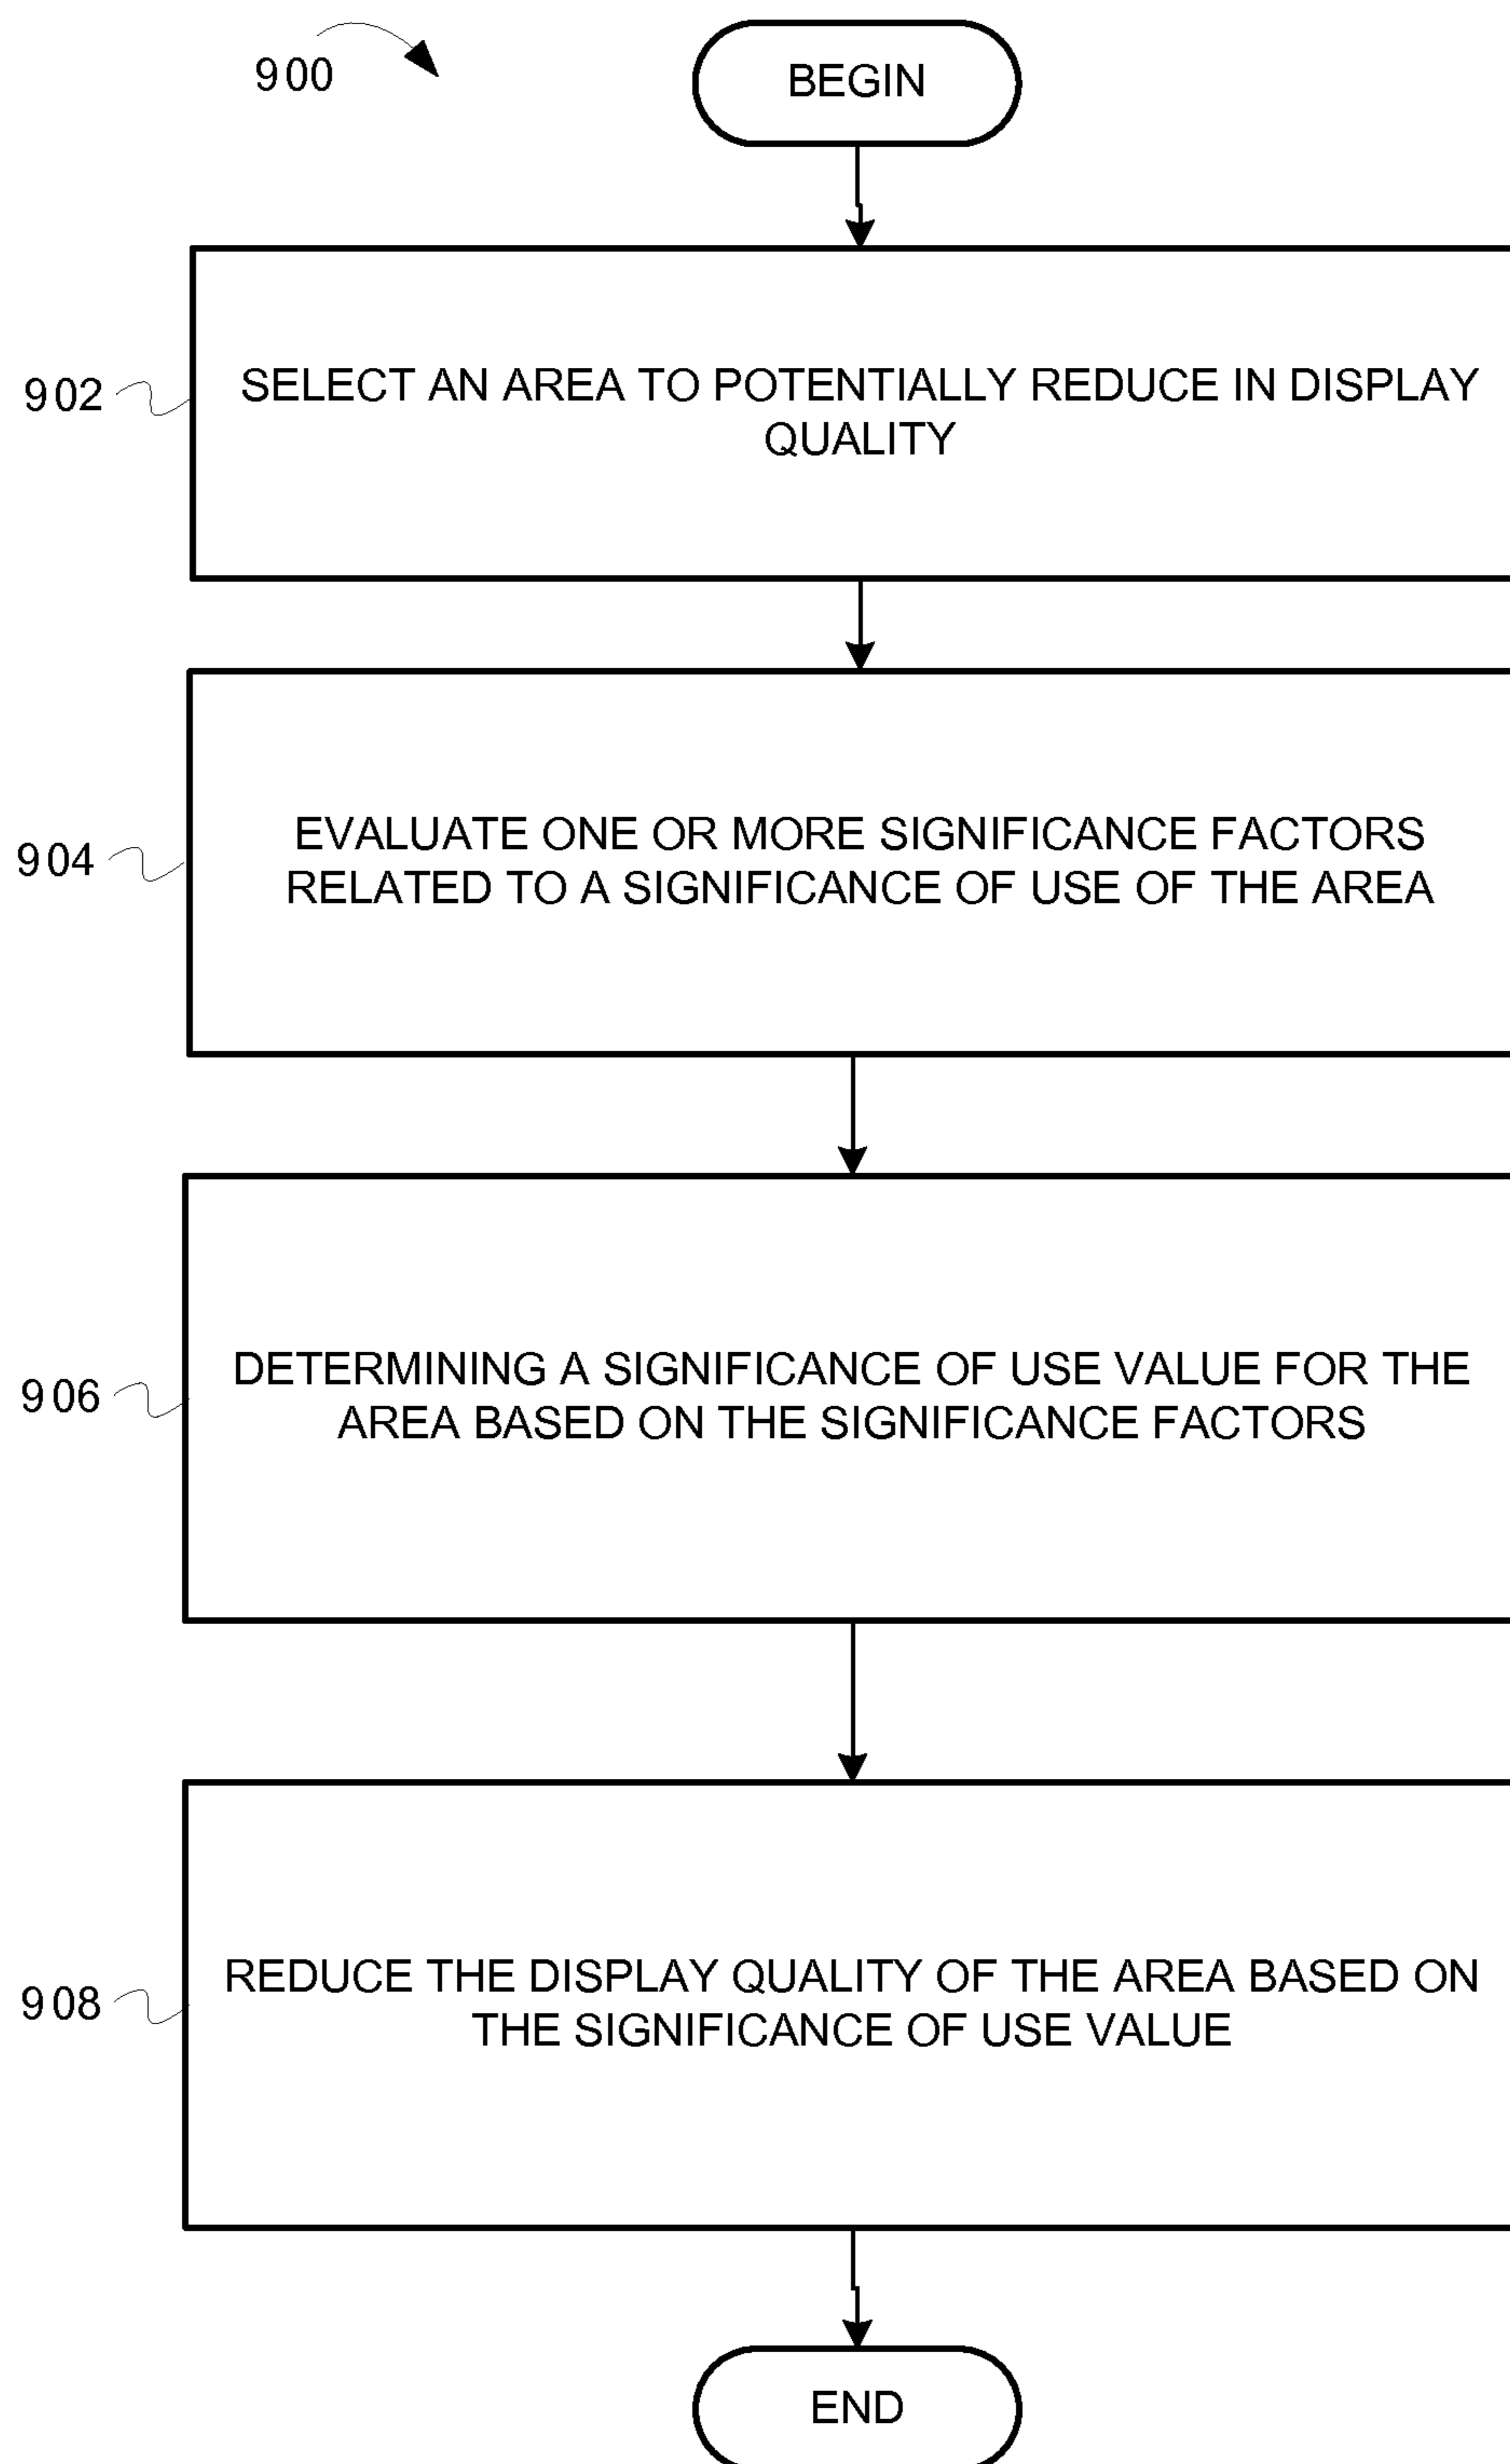 900
BEGIN
902
SELECT AN AREA TO POTENTIALLY REDUCE IN DISPLAY
QUALITY
904
EVALUATE ONE OR MORE SIGNIFICANCE FACTORS
RELATED TO A SIGNIFICANCE OF USE OF THE AREA
906
DETERMINING A SIGNIFICANCE OF USE VALUE FOR THE
AREA BASED ON THE SIGNIFICANCE FACTORS
908
REDUCE THE DISPLAY QUALITY OF THE AREA BASED ON
THE SIGNIFICANCE OF USE VALUE
END